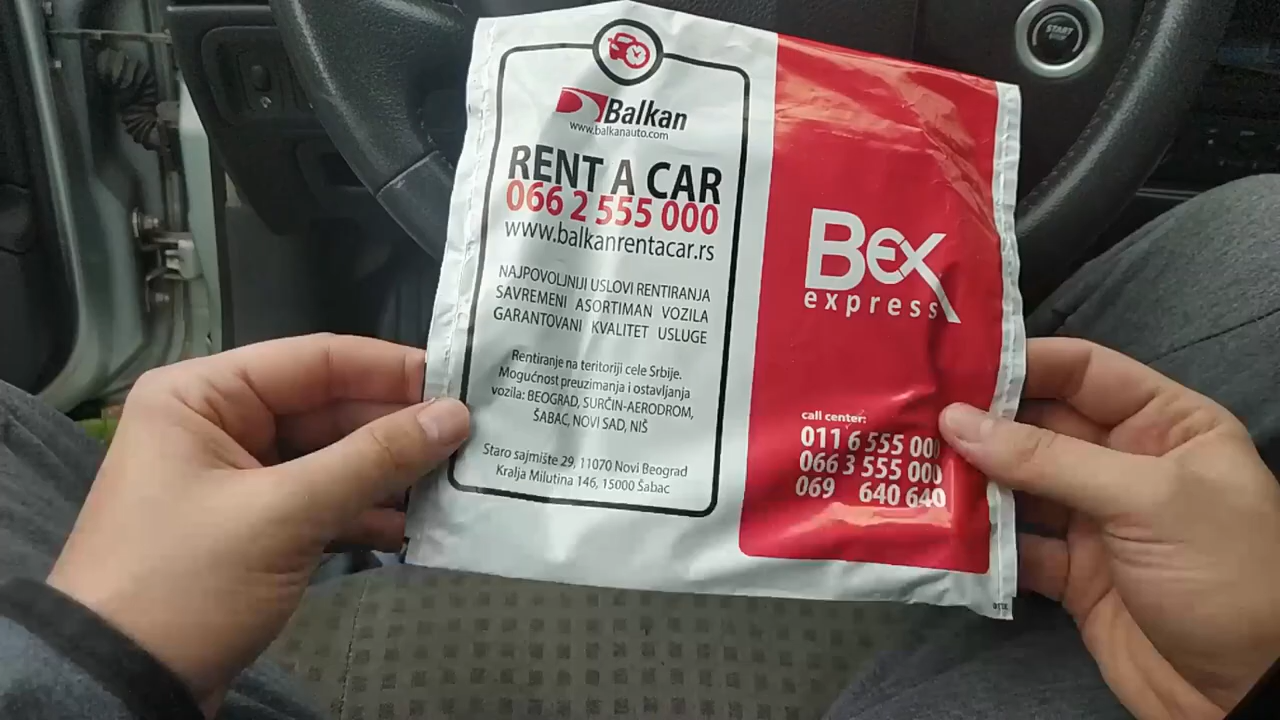 Balkan
www.balkanauto.com
RENT A CAR
066 2 555 000
www.balkanrentacar.rs
NAJPOVOLJNIJI USLOVI RENTIRANJA
SAVREMENI ASORTIMAN VOZILA
GARANTOVANI KVALITET USLUGE
Rentiranje na teritoriji cele Srbije.
Mogućnost preuzimanja i ostavljanja
vozila: BEOGRAD, SURČIN-AERODROM,
ŠABAC, NOVI SAD, NIŠ
Staro sajmište 29, 11070 Novi Beograd
Kralja Milutina 146, 15000 Šabac
BEX
express
call center:
011 6 555 000
066 3 555 000
069 640 640
START